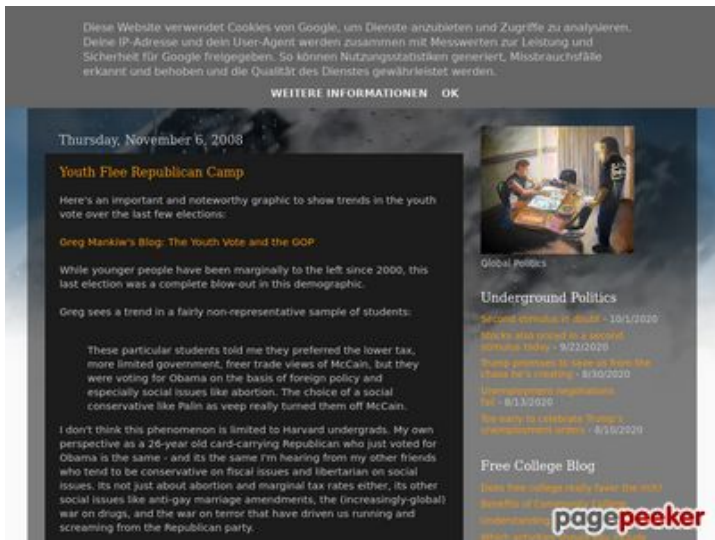 Diese Website verwendet Cookies von Google, um Dienste anzubieten und Zugriffe zu analysieren.
Deine IP-Adresse und dein User-Agent werden zusammen mit Messwerten zur Leistung und
Sicherheit für Google freigegeben. So können Nutzungsstatistiken generiert, Missbrauchsfälle
erkannt und behoben und die Qualität des Dienstes gewährleistet werden.
WEITERE INFORMATIONEN OK
Thursday, November 6, 2008
Youth Flee Republican Camp
Here's an important and noteworthy graphic to show trends in the youth
vote over the last few elections:
Greg Mankiw's Blog: The Youth Vote and the GOP
While younger people have been marginally to the left since 2000, this
last election was a complete blow-out in this demographic.
Greg sees a trend in a fairly non-representative sample of students:
These particular students told me they preferred the lower tax,
more limited government, freer trade views of McCain, but they
were voting for Obama on the basis of foreign policy and
especially social issues like abortion. The choice of a social
conservative like Palin as veep really turned them off McCain.
I don't think this phenomenon is limited to Harvard undergrads. My own
perspective as a 26-year old card-carrying Republican who just voted for
Obama is the same - and its the same I'm hearing from my other friends
who tend to be conservative on fiscal issues and libertarian on social
issues. Its not just about abortion and marginal tax rates either, its other
social issues like anti-gay marriage amendments, the (increasingly-global)
war on drugs, and the war on terror that have driven us running and
screaming from the Republican party.
Global Politics
Underground Politics
Second stimulus in doubt - 10/1/2020
Stocks also priced in a second
stimulus today - 9/22/2020
Trump promises to save us from the
chaos he's creating - 8/30/2020
Unemployment negotiations
fail - 8/13/2020
Too early to celebrate Trump's
unemployment orders - 8/10/2020
Free College Blog
Does free college really favor the rich?
Benefits of Community College
Understanding
pagepeeker